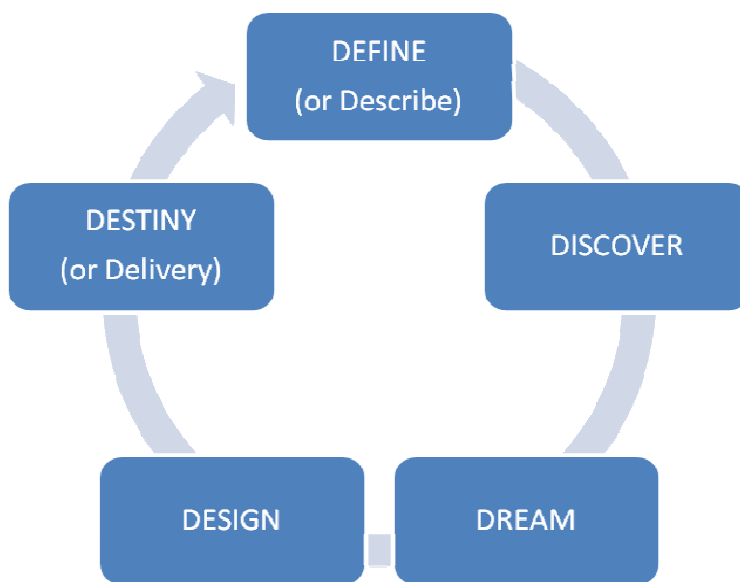 DEFINE
(or Describe)
DISCOVER
DREAM
DESIGN
DESTINY
(or Delivery)